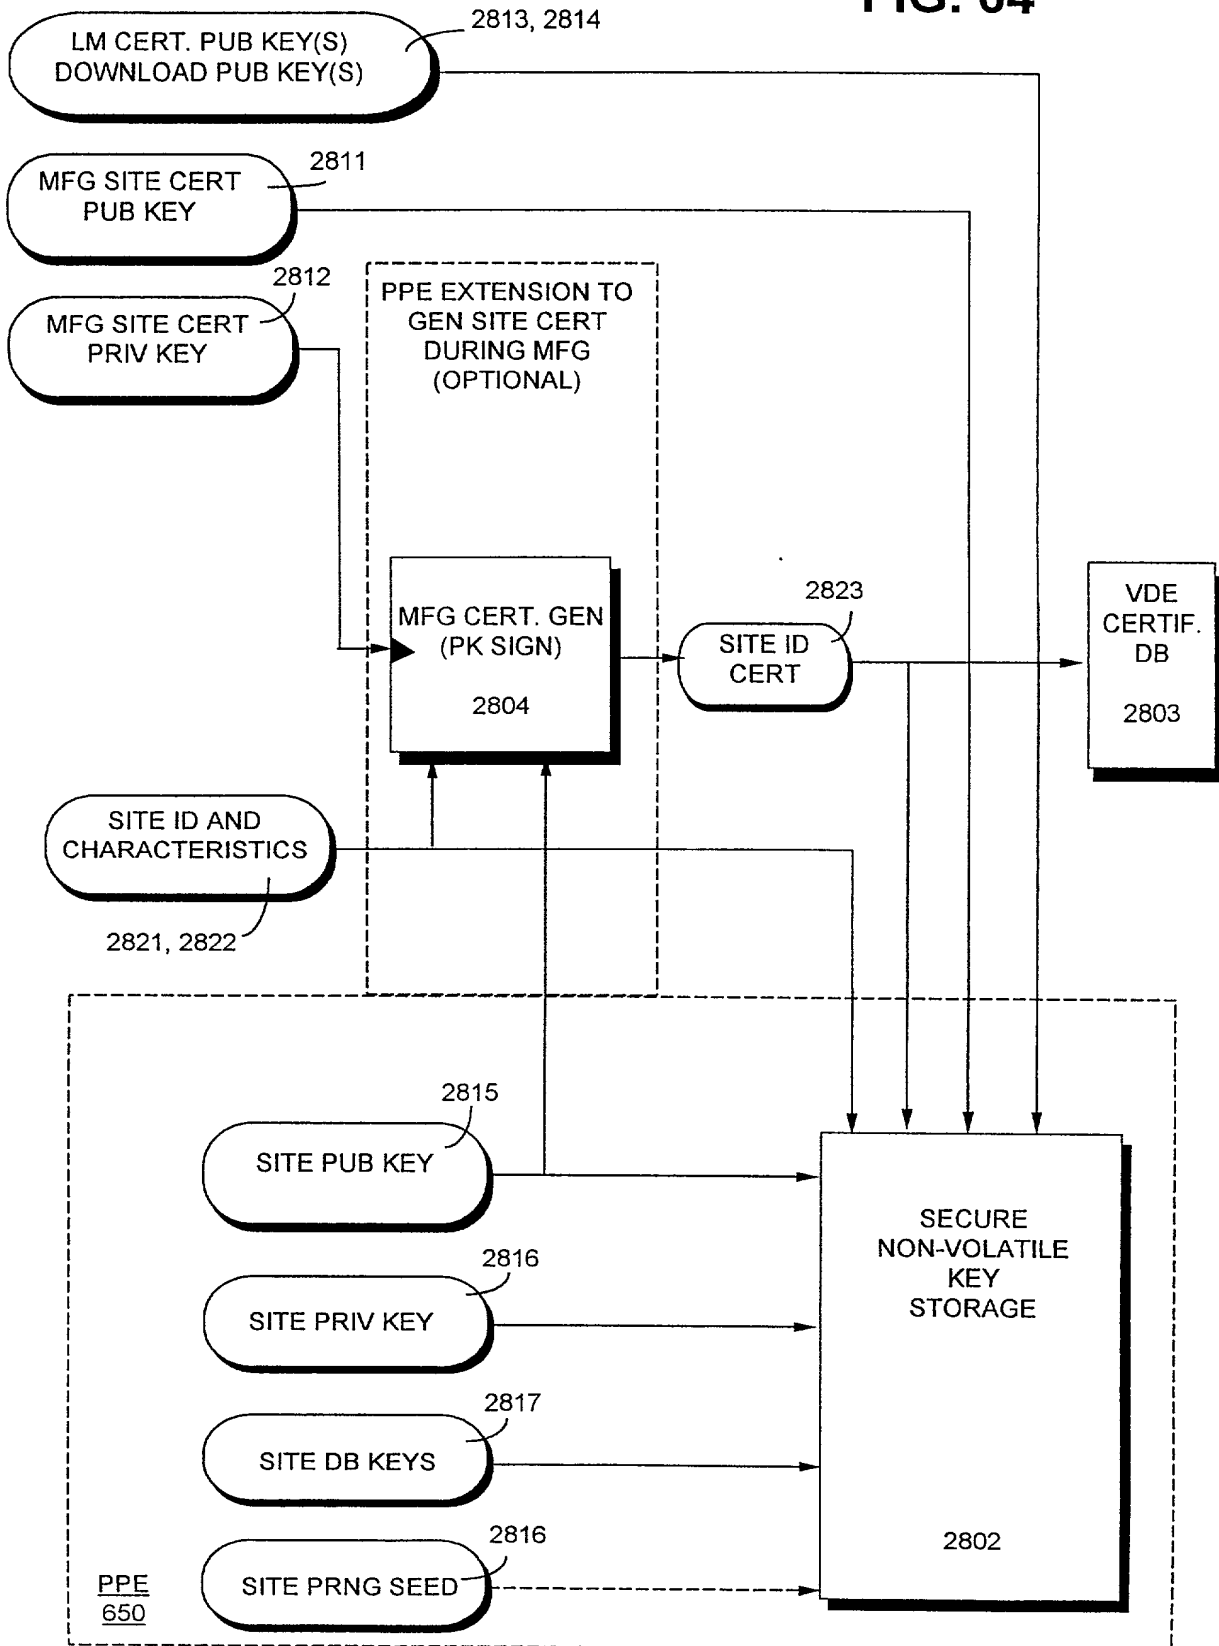 FIG. 64
2813, 2814
LM CERT. PUB KEY(S)
DOWNLOAD PUB KEY(S)
2811
MFG SITE CERT
PUB KEY
2812
MFG SITE CERT
PRIV KEY
PPE EXTENSION TO
GEN SITE CERT
DURING MFG
(OPTIONAL)
MFG CERT. GEN
(PK SIGN)
2804
2823
SITE ID
CERT
VDE
CERTIF.
DB
2803
SITE ID AND
CHARACTERISTICS
2821, 2822
2815
SITE PUB KEY
2816
SITE PRIV KEY
2817
SITE DB KEYS
2816
SITE PRNG SEED
SECURE
NON-VOLATILE
KEY
STORAGE
2802
PPE
650